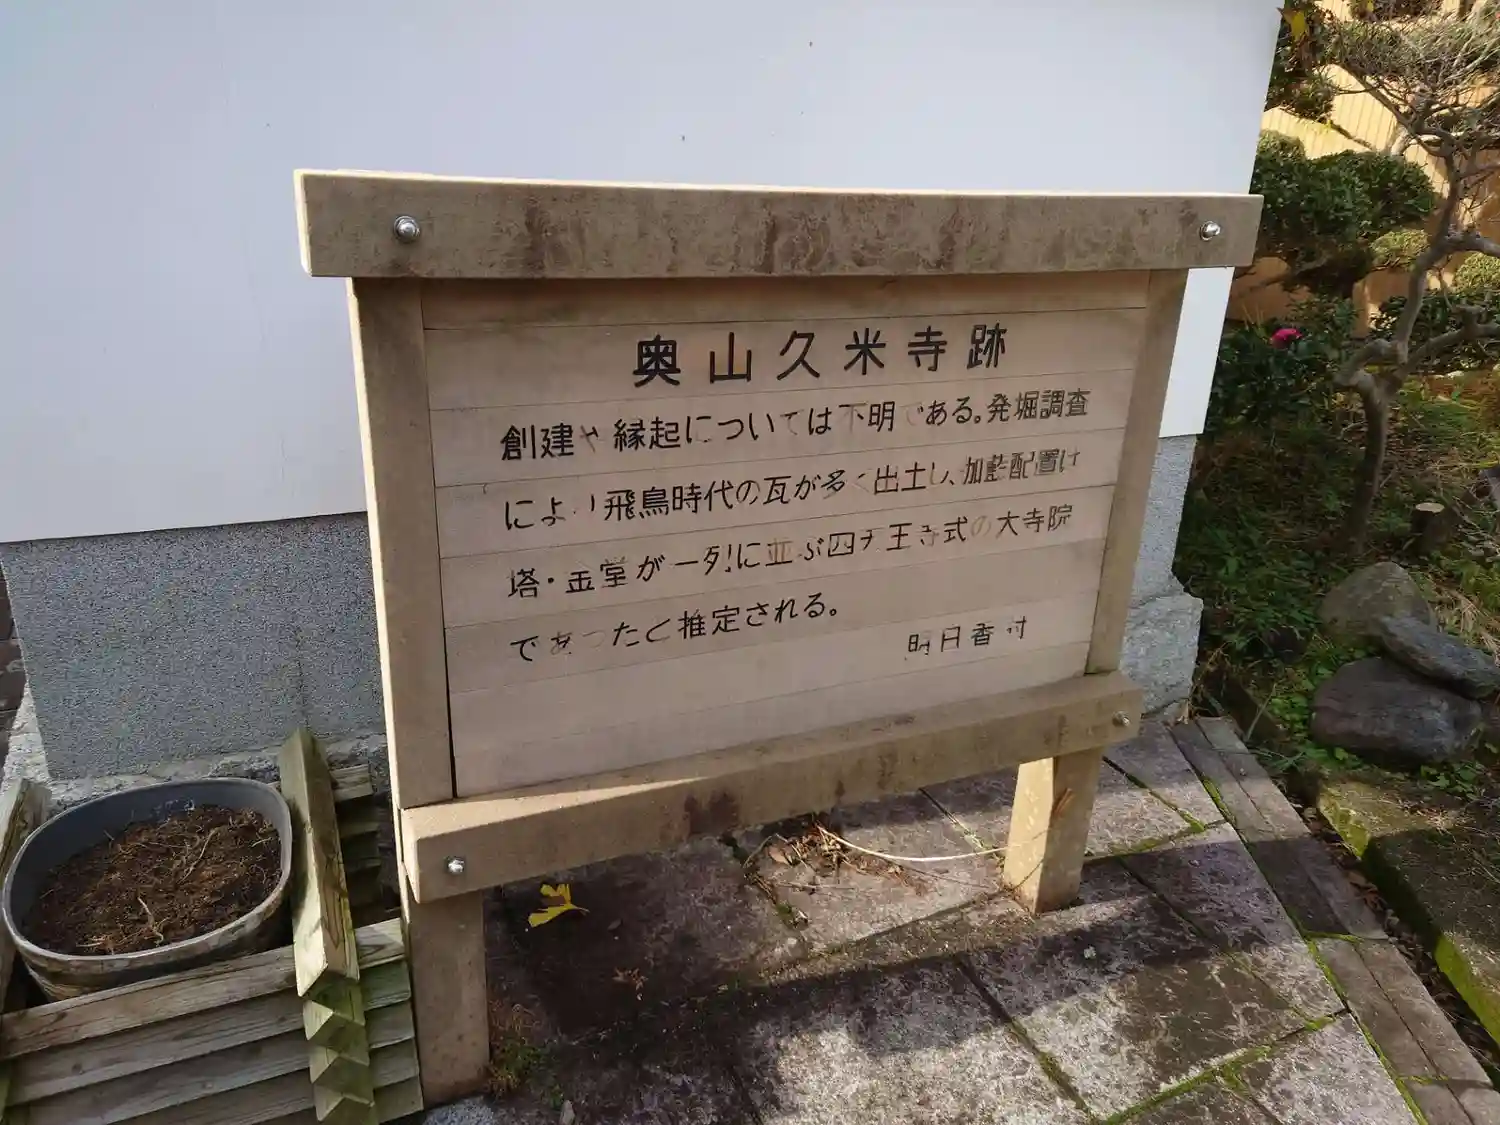 奥山久米寺跡
創建や縁起については不明である。発掘調査
により飛鳥時代の瓦が多く出土し、加藍配置は
塔・金堂が一列に並ぶ四天王寺式の大寺院
であったと推定される。
明日香村